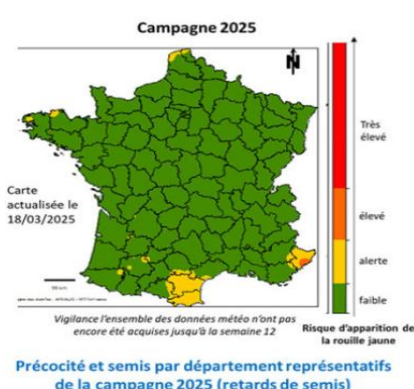 Campagne 2025
N
Très
élevé
Carte
actualisée le
18/03/2025
élevé
alerte
faible
Vigilance l'ensemble des données météo n'ont pas
encore été acquises jusqu'à la semaine 12
Risque d'apparition de
la rouille jaune
Précocité et semis par département représentatifs
de la campagne 2025 (retards de semis)